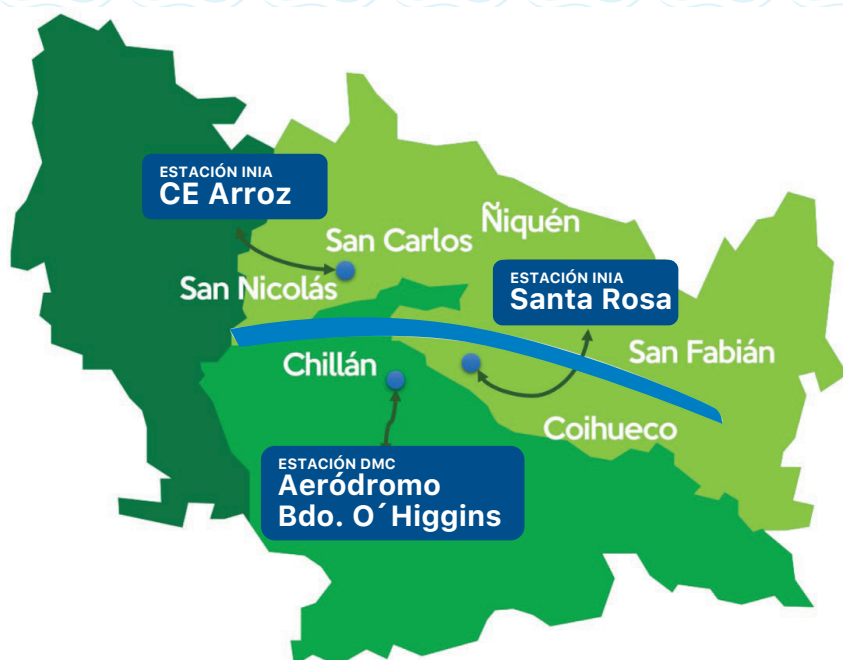 ESTACIÓN INIA
CE Arroz
Ñiquén
San Carlos
San Nicolás
ESTACIÓN INIA
Santa Rosa
San Fabián
Chillán
Coihueco
ESTACIÓN DMC
Aeródromo
Bdo. O´Higgins